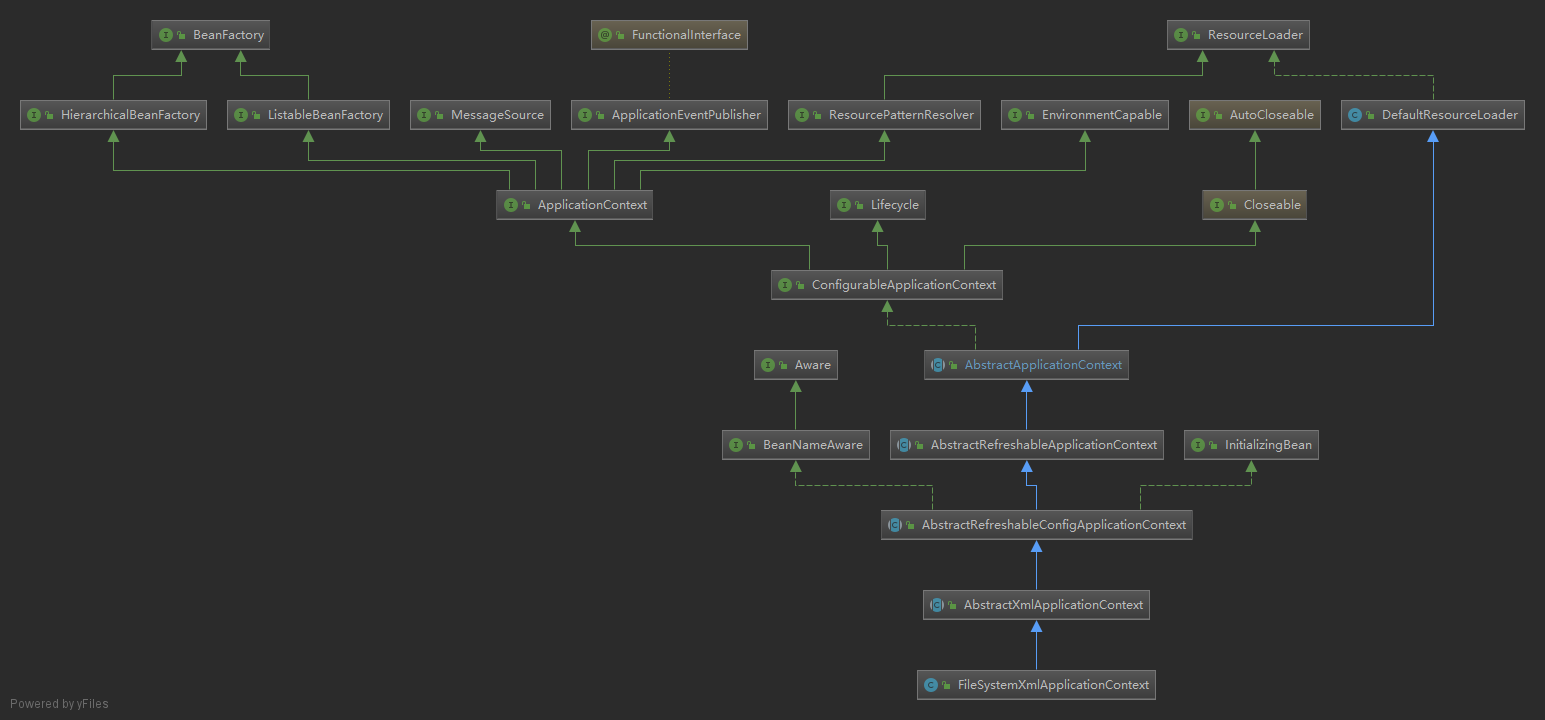 BeanFactory
FunctionalInterface
ResourceLoader
HierarchicalBeanFactory
ListableBeanFactory
MessageSource
ApplicationEventPublisher
ResourcePatternResolver
EnvironmentCapable
AutoCloseable
DefaultResourceLoader
ApplicationContext
Lifecycle
Closeable
ConfigurableApplicationContext
Aware
AbstractApplicationContext
BeanNameAware
AbstractRefreshableApplicationContext
InitializingBean
AbstractRefreshableConfigApplicationContext
AbstractXmlApplicationContext
FileSystemXmlApplicationContext
Powered by yFiles